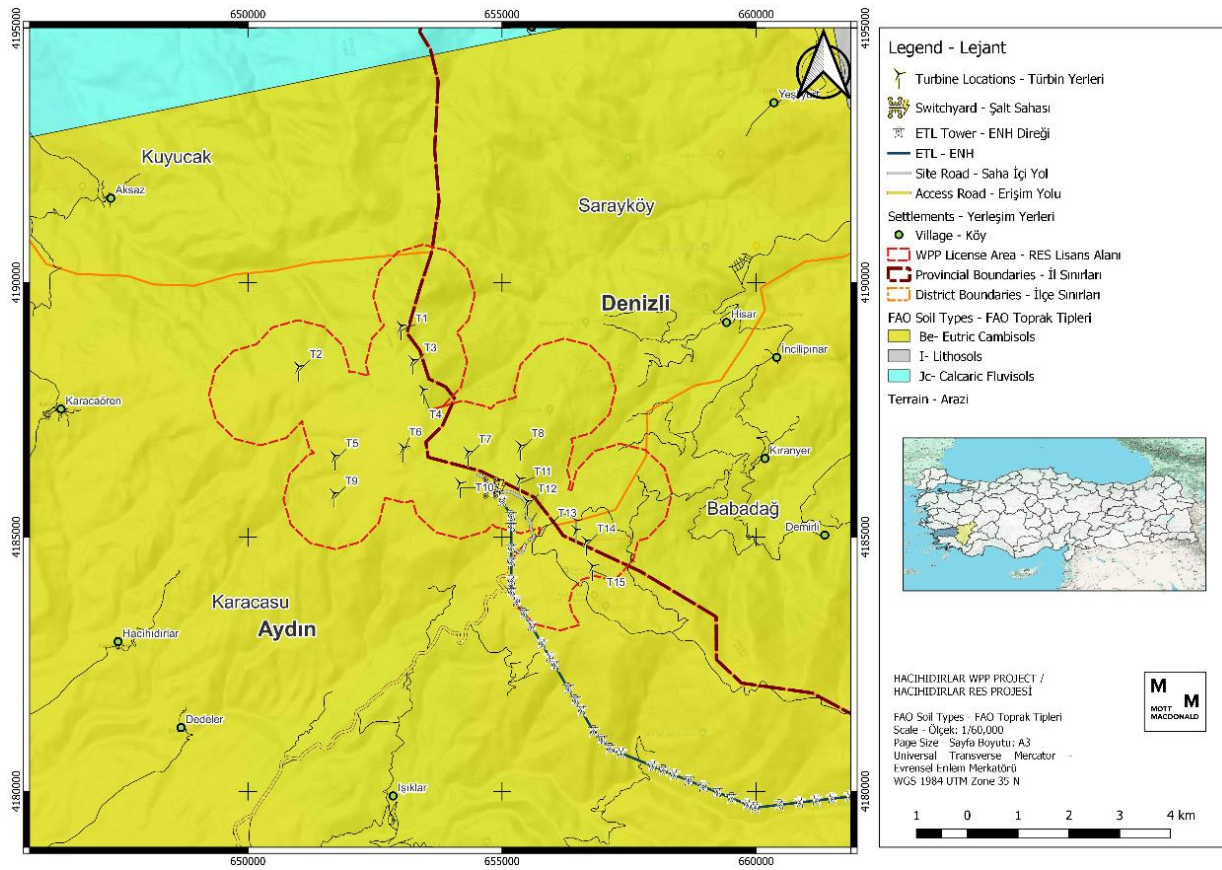 650000
655000
660000
4195000
4195000
Yeşilyurt
Kuyucak
Aksaz
Sarayköy
4190000
4190000
Denizli
Hisar
İncilipınar
T1
T3
T2
T4
Karacaören
T5
T6
T7
T8
Kıranyer
T9
T10
T11
T12
Babadağ
T13
Demirli
4185000
4185000
T14
T15
Karacasu
Aydın
Hacıhıdırlar
Dedeler
Işıklar
4180000
4180000
650000
655000
660000
Legend - Lejant
Turbine Locations - Türbin Yerleri
Switchyard - Şalt Sahası
ETL Tower - ENH Direği
ETL - ENH
Site Road - Saha İçi Yol
Access Road - Erişim Yolu
Settlements - Yerleşim Yerleri
Village - Köy
WPP License Area - RES Lisans Alanı
Provincial Boundaries - İl Sınırları
District Boundaries - İlçe Sınırları
FAO Soil Types - FAO Toprak Tipleri
Be- Eutric Cambisols
I- Lithosols
Jc- Calcaric Fluvisols
Terrain - Arazi
HACIHIDIRLAR WPP PROJECT /
HACIHIDIRLAR RES PROJESİ
M M
MOTT
MACDONALD
FAO Soil Types - FAO Toprak Tipleri
Scale - Ölçek: 1/60,000
Page Size - Sayfa Boyutu: A3
Universal Transverse Mercator -
Evrensel Enlem Merkatörü
WGS 1984 UTM Zone 35 N
1 0 1 2 3 4 km